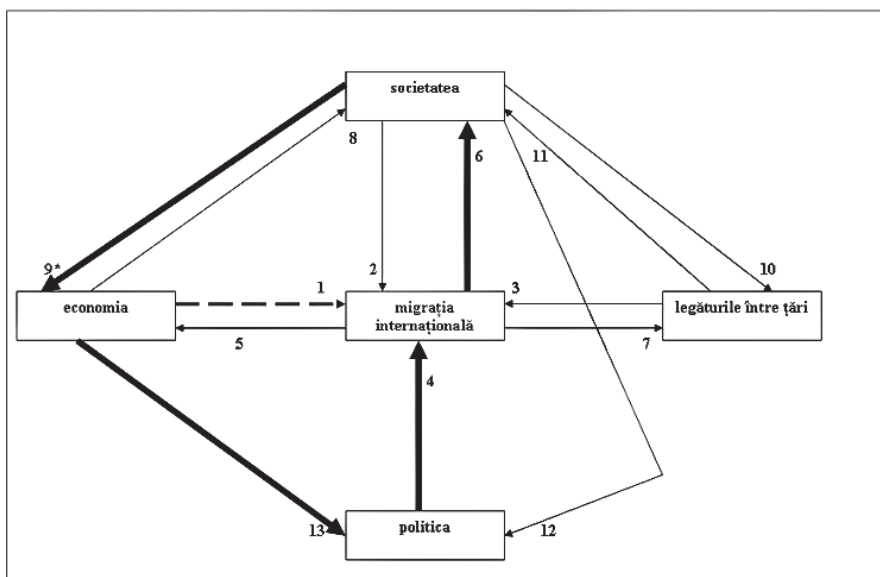 societatea
8
6
11
9*
1
2
3
10
economia
migrația
internațională
legăturile între țări
5
7
4
13
politica
12